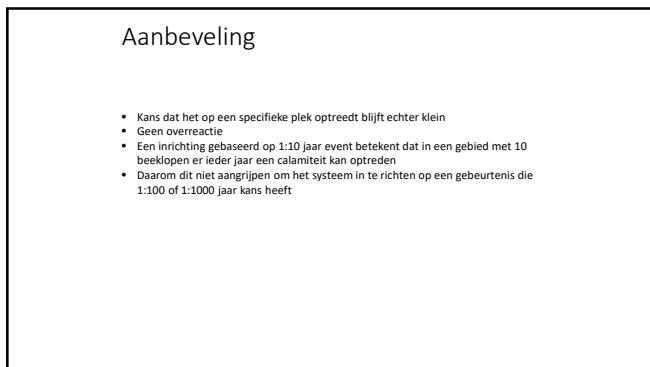 Aanbeveling
• Kans dat het op een specifieke plek optreedt blijft echter klein
• Geen overreactie
• Een inrichting gebaseerd op 1:10 jaar event betekent dat in een gebied met 10
beeklopen er ieder jaar een calamiteit kan optreden
• Daarom dit niet aangrijpen om het systeem in te richten op een gebeurtenis die
1:100 of 1:1000 jaar kans heeft